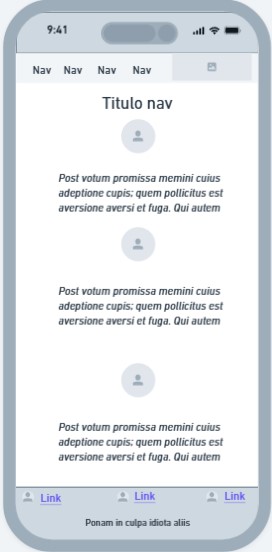 9:41
Nav Nav Nav Nav
Titulo nav
Post votum promissa memini cuius
adeptione cupis; quem pollicitus est
aversione aversi et fuga. Qui autem
Post votum promissa memini cuius
adeptione cupis; quem pollicitus est
aversione aversi et fuga. Qui autem
Post votum promissa memini cuius
adeptione cupis; quem pollicitus est
aversione aversi et fuga. Qui autem
Link Link Link
Ponam in culpa idiota aliis